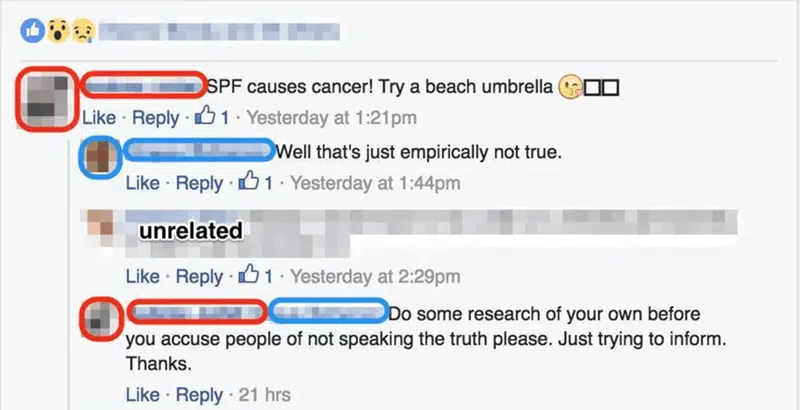 SPF causes cancer! Try a beach umbrella 😘□□
Like · Reply · 1 · Yesterday at 1:21pm
Well that's just empirically not true.
Like · Reply · 1 · Yesterday at 1:44pm
unrelated
Like · Reply · 1 · Yesterday at 2:29pm
Do some research of your own before
you accuse people of not speaking the truth please. Just trying to inform.
Thanks.
Like · Reply · 21 hrs